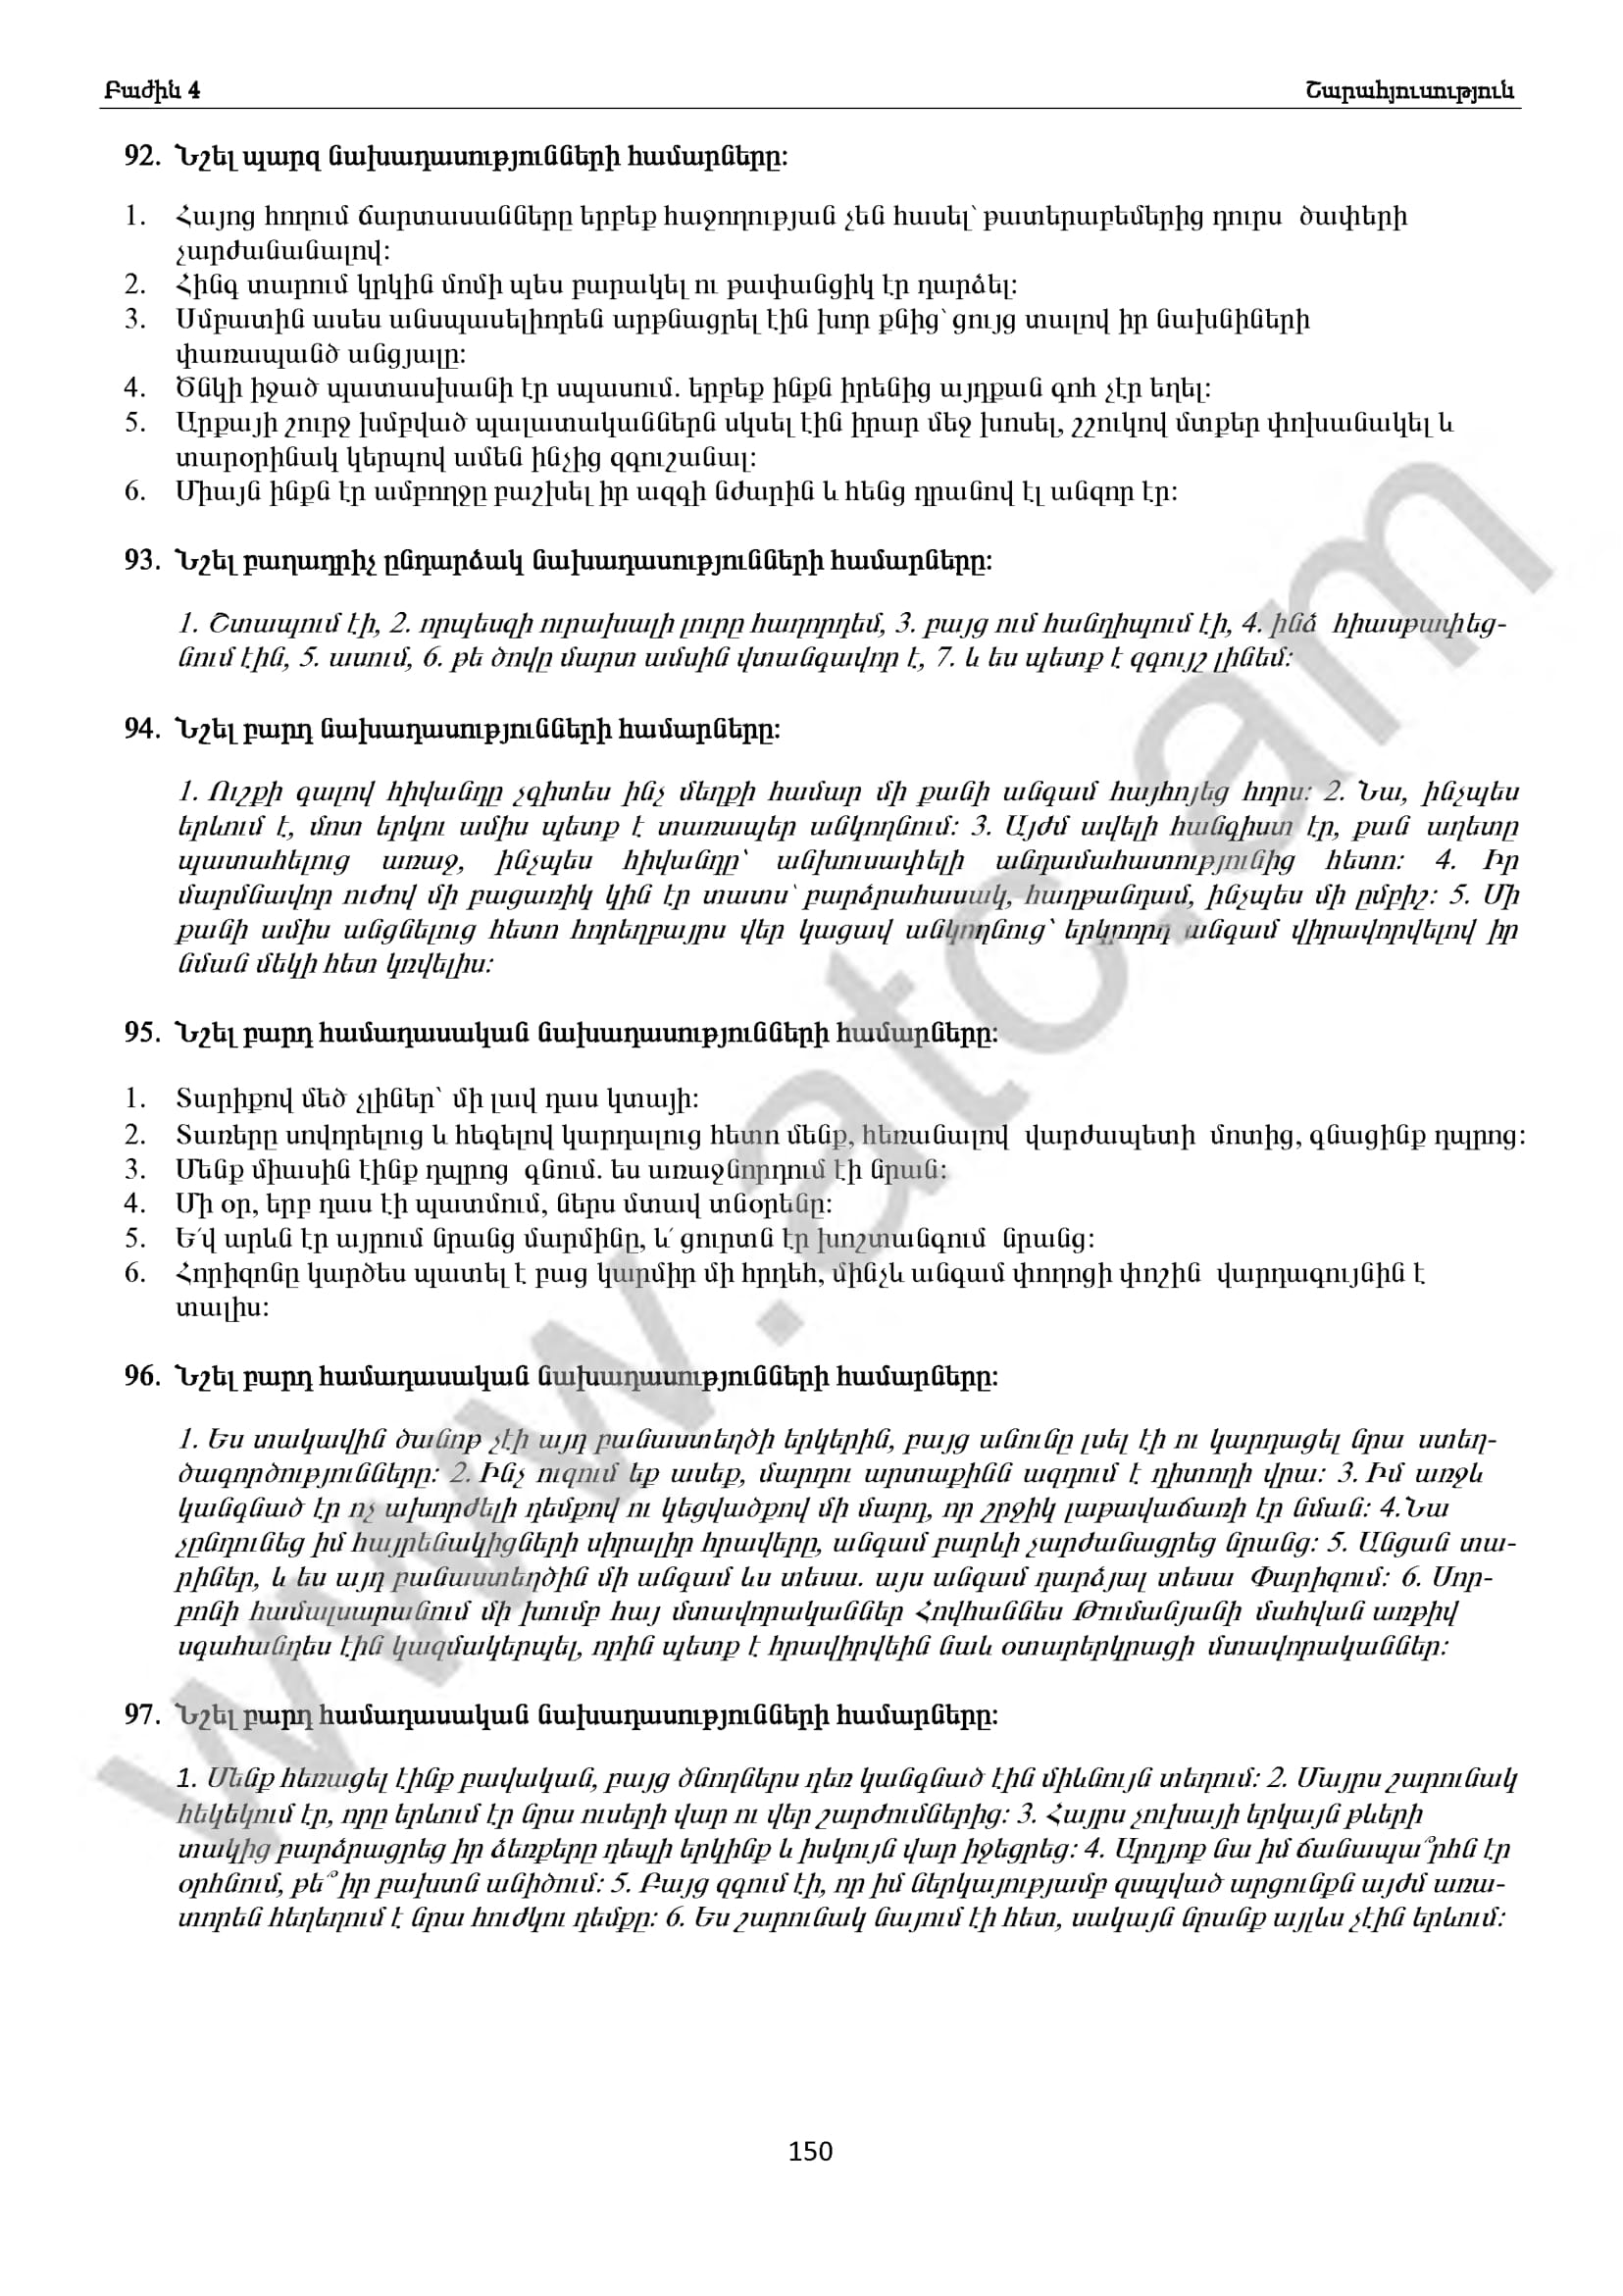 Բաժին 4 Շարահյուսություն
92. Նշել պարզ նախադասությունների համարները:
1. Հայոց հողում ճարտասանները երբեք հաջողության չեն հասել՝ թատերաբեմերից դուրս ծափերի
չարժանանալով:
2. Հինգ տարում կրկին մոմի պես բարակել ու թափանցիկ էր դարձել:
3. Սմբատին ասես անսպասելիորեն արթնացրել էին խոր քնից՝ ցույց տալով իր նախնիների
փառապանծ անցյալը:
4. Ծնկի իջած պատասխանի էր սպասում. երբեք ինքն իրենից այդքան գոհ չէր եղել:
5. Արքայի շուրջ խմբված պալատականներն սկսել էին իրար մեջ խոսել, շշուկով մտքեր փոխանակել և
տարօրինակ կերպով ամեն ինչից զգուշանալ:
6. Միայն ինքն էր ամբողջը բաշխել իր ազգի նժարին և հենց դրանով էլ անզոր էր:
93. Նշել բաղադրիչ ընդարձակ նախադասությունների համարները:
1. Շտապում էի, 2. որպեսզի ուրախալի լուրը հաղորդեմ, 3. բայց ում հանդիպում էի, 4. ինձ հիասթափեց-
նում էին, 5. ասում, 6. թե ծովը մարտ ամսին վտանգավոր է, 7. և ես պետք է զգույշ լինեմ:
94. Նշել բարդ նախադասությունների համարները:
1. Ուշքի գալով հիվանդը չգիտես ինչ մեղքի համար մի քանի անգամ հայհոյեց հորս: 2. Նա, ինչպես
երևում է, մոտ երկու ամիս պետք է տառապեր անկողնում: 3. Այժմ ավելի հանգիստ էր, քան աղետը
պատահելուց առաջ, ինչպես հիվանդը՝ անխուսափելի անդամահատությունից հետո: 4. Իր
մարմնավոր ուժով մի բացառիկ կին էր տատս՝ բարձրահասակ, հաղթանդամ, ինչպես մի ըմբիշ: 5. Մի
քանի ամիս անցնելուց հետո հորեղբայրս վեր կացավ անկողնուց՝ երկրորդ անգամ վիրավորվելով իր
նման մեկի հետ կռվելիս:
95. Նշել բարդ համադասական նախադասությունների համարները:
1. Տարիքով մեծ չլիներ՝ մի լավ դաս կտայի:
2. Տառերը սովորելուց և հեգելով կարդալուց հետո մենք, հեռանալով վարժապետի մոտից, գնացինք դպրոց:
3. Մենք միասին էինք դպրոց գնում. ես առաջնորդում էի նրան:
4. Մի օր, երբ դաս էի պատմում, ներս մտավ տնօրենը:
5. Ե՛վ արևն էր այրում նրանց մարմինը, և՛ ցուրտն էր խոշտանգում նրանց:
6. Հորիզոնը կարծես պատել է բաց կարմիր մի հրդեհ, մինչև անգամ փողոցի փոշին վարդագույնին է
տալիս:
96. Նշել բարդ համադասական նախադասությունների համարները:
1. Ես տակավին ծանոթ չէի այդ բանաստեղծի երկերին, բայց անունը լսել էի ու կարդացել նրա ստեղ-
ծագործությունները: 2. Ինչ ուզում եք ասեք, մարդու արտաքինն ազդում է դիտողի վրա: 3. Իմ առջև
կանգնած էր ոչ ախորժելի դեմքով ու կեցվածքով մի մարդ, որ շրջիկ լաթավաճառի էր նման: 4.Նա
չընդունեց իմ հայրենակիցների սիրալիր հրավերը, անգամ բարևի չարժանացրեց նրանց: 5. Անցան տա-
րիներ, և ես այդ բանաստեղծին մի անգամ ևս տեսա. այս անգամ դարձյալ տեսա Փարիզում: 6. Սոր-
բոնի համալսարանում մի խումբ հայ մտավորականներ Հովհաննես Թումանյանի մահվան առթիվ
սգահանդես էին կազմակերպել, որին պետք է հրավիրվեին նաև օտարերկրացի մտավորականներ:
97. Նշել բարդ համադասական նախադասությունների համարները:
1. Մենք հեռացել էինք բավական, բայց ծնողներս դեռ կանգնած էին միևնույն տեղում: 2. Մայրս շարունակ
հեկեկում էր, որը երևում էր նրա ուսերի վար ու վեր շարժումներից: 3. Հայրս չուխայի երկայն թևերի
տակից բարձրացրեց իր ձեռքերը դեպի երկինք և իսկույն վար իջեցրեց: 4. Արդյոք նա իմ ճանապա՞րհն էր
օրհնում, թե՞ իր բախտն անիծում: 5. Բայց զգում էի, որ իմ ներկայությամբ զսպված արցունքն այժմ առա-
տորեն հեղեղում է նրա հուժկու դեմքը: 6. Ես շարունակ նայում էի հետ, սակայն նրանք այլևս չէին երևում:
www.atc.am
150